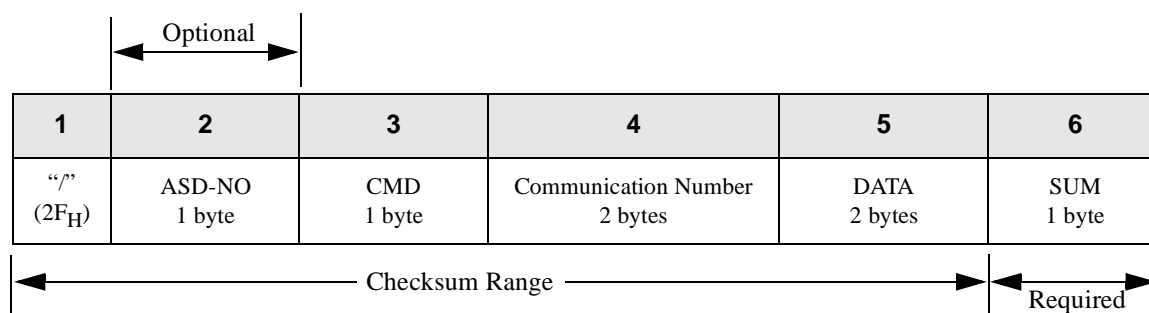 Optional
1 2 3 4 5 6
“/” ASD-NO CMD Communication Number DATA SUM
(2FH) 1 byte 1 byte 2 bytes 2 bytes 1 byte
Checksum Range
Required